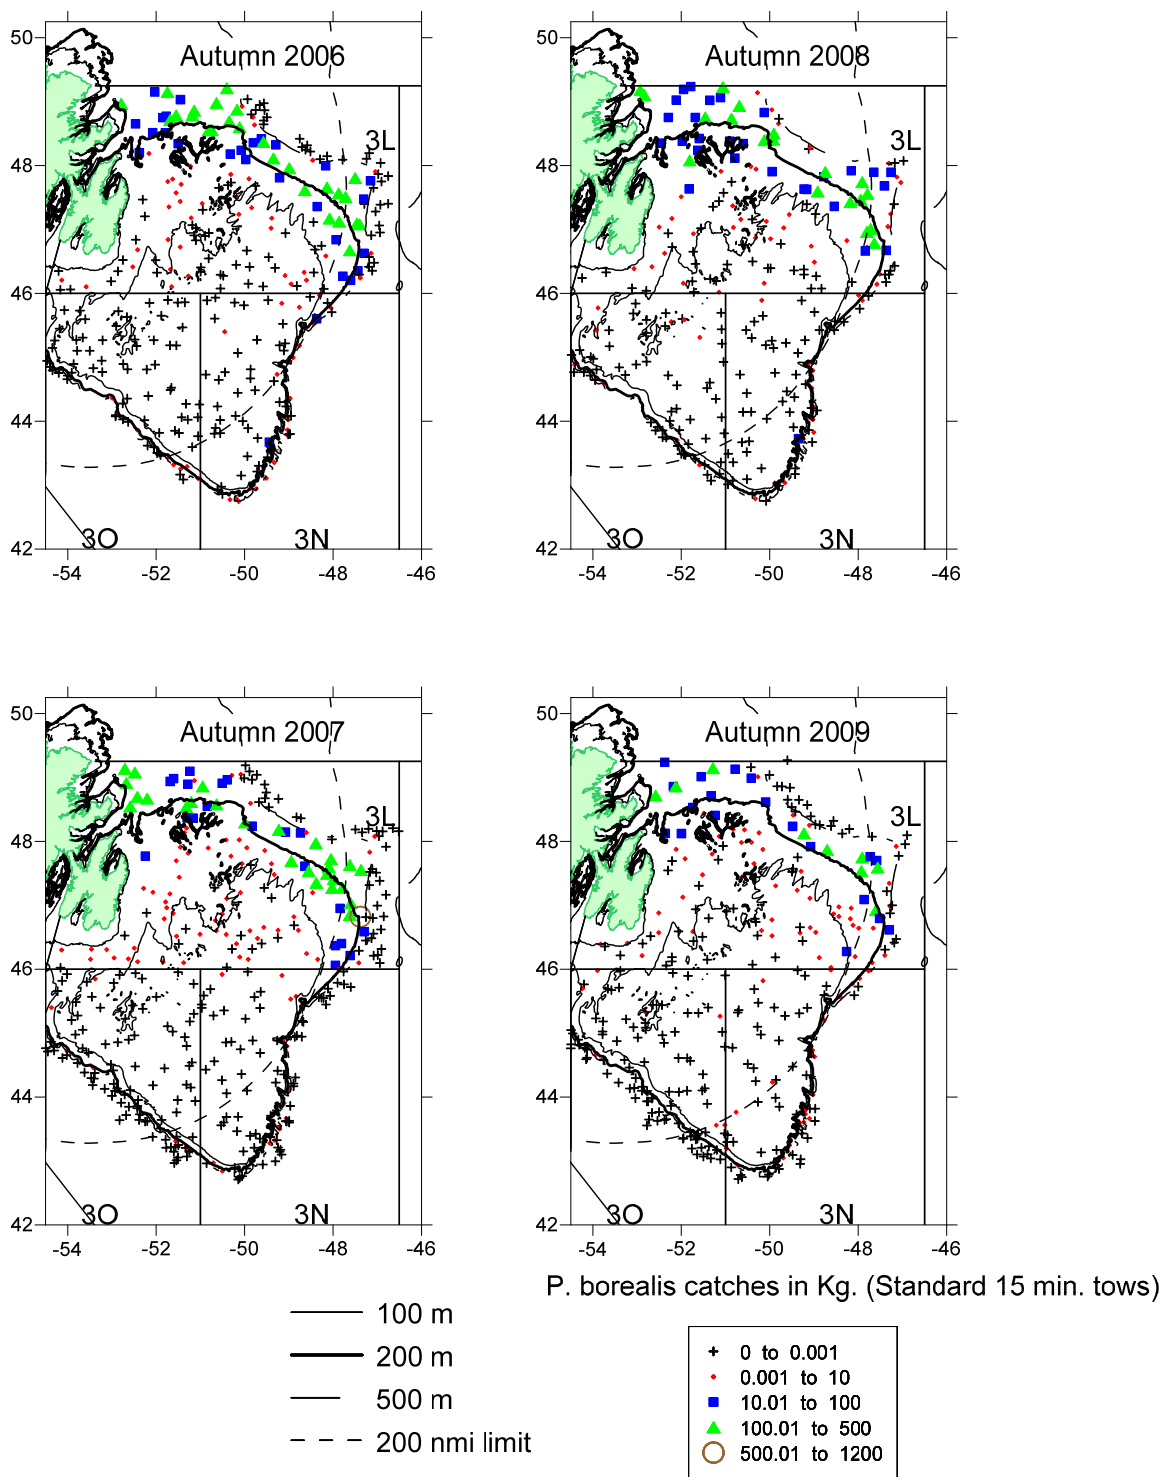 Autumn 2006
50
48
46
44
42
3L
3O
3N
-54 -52 -50 -48 -46
Autumn 2008
50
48
46
44
42
3L
3O
3N
-54 -52 -50 -48 -46
Autumn 2007
50
48
46
44
42
3L
3O
3N
-54 -52 -50 -48 -46
Autumn 2009
50
48
46
44
42
3L
3O
3N
-54 -52 -50 -48 -46
P. borealis catches in Kg. (Standard 15 min. tows)
100 m
200 m
500 m
200 nmi limit
0 to 0.001
0.001 to 10
10.01 to 100
100.01 to 500
500.01 to 1200